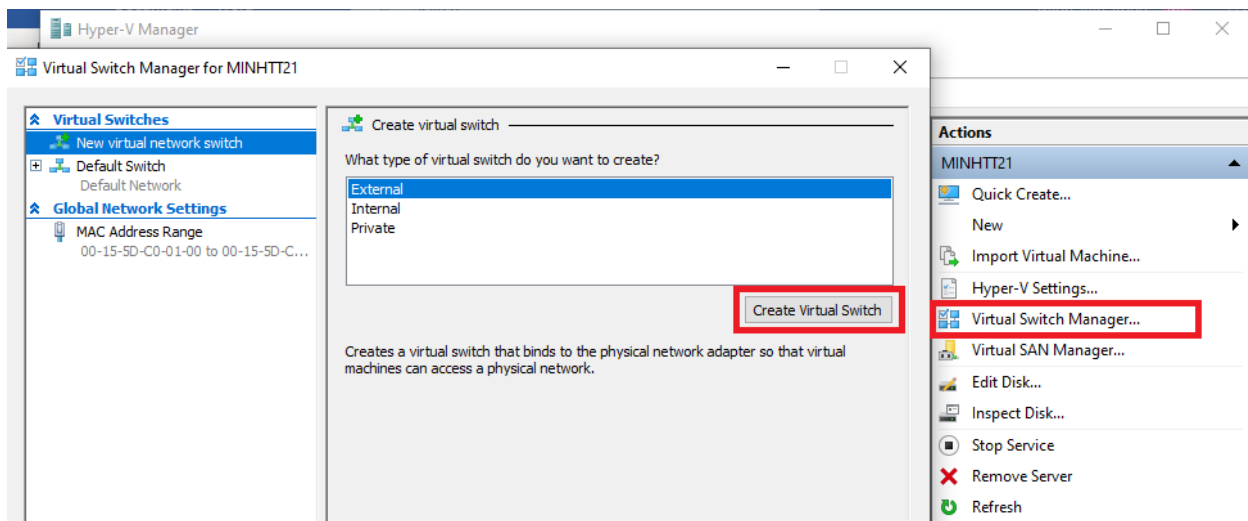 Hyper-V Manager
Virtual Switch Manager for MINHTT21
Virtual Switches
New virtual network switch
Default Switch
Default Network
Global Network Settings
MAC Address Range
00-15-5D-C0-01-00 to 00-15-5D-C...
Create virtual switch
What type of virtual switch do you want to create?
External
Internal
Private
Create Virtual Switch
Creates a virtual switch that binds to the physical network adapter so that virtual
machines can access a physical network.
Actions
MINHTT21
Quick Create...
New
Import Virtual Machine...
Hyper-V Settings...
Virtual Switch Manager...
Virtual SAN Manager...
Edit Disk...
Inspect Disk...
Stop Service
Remove Server
Refresh